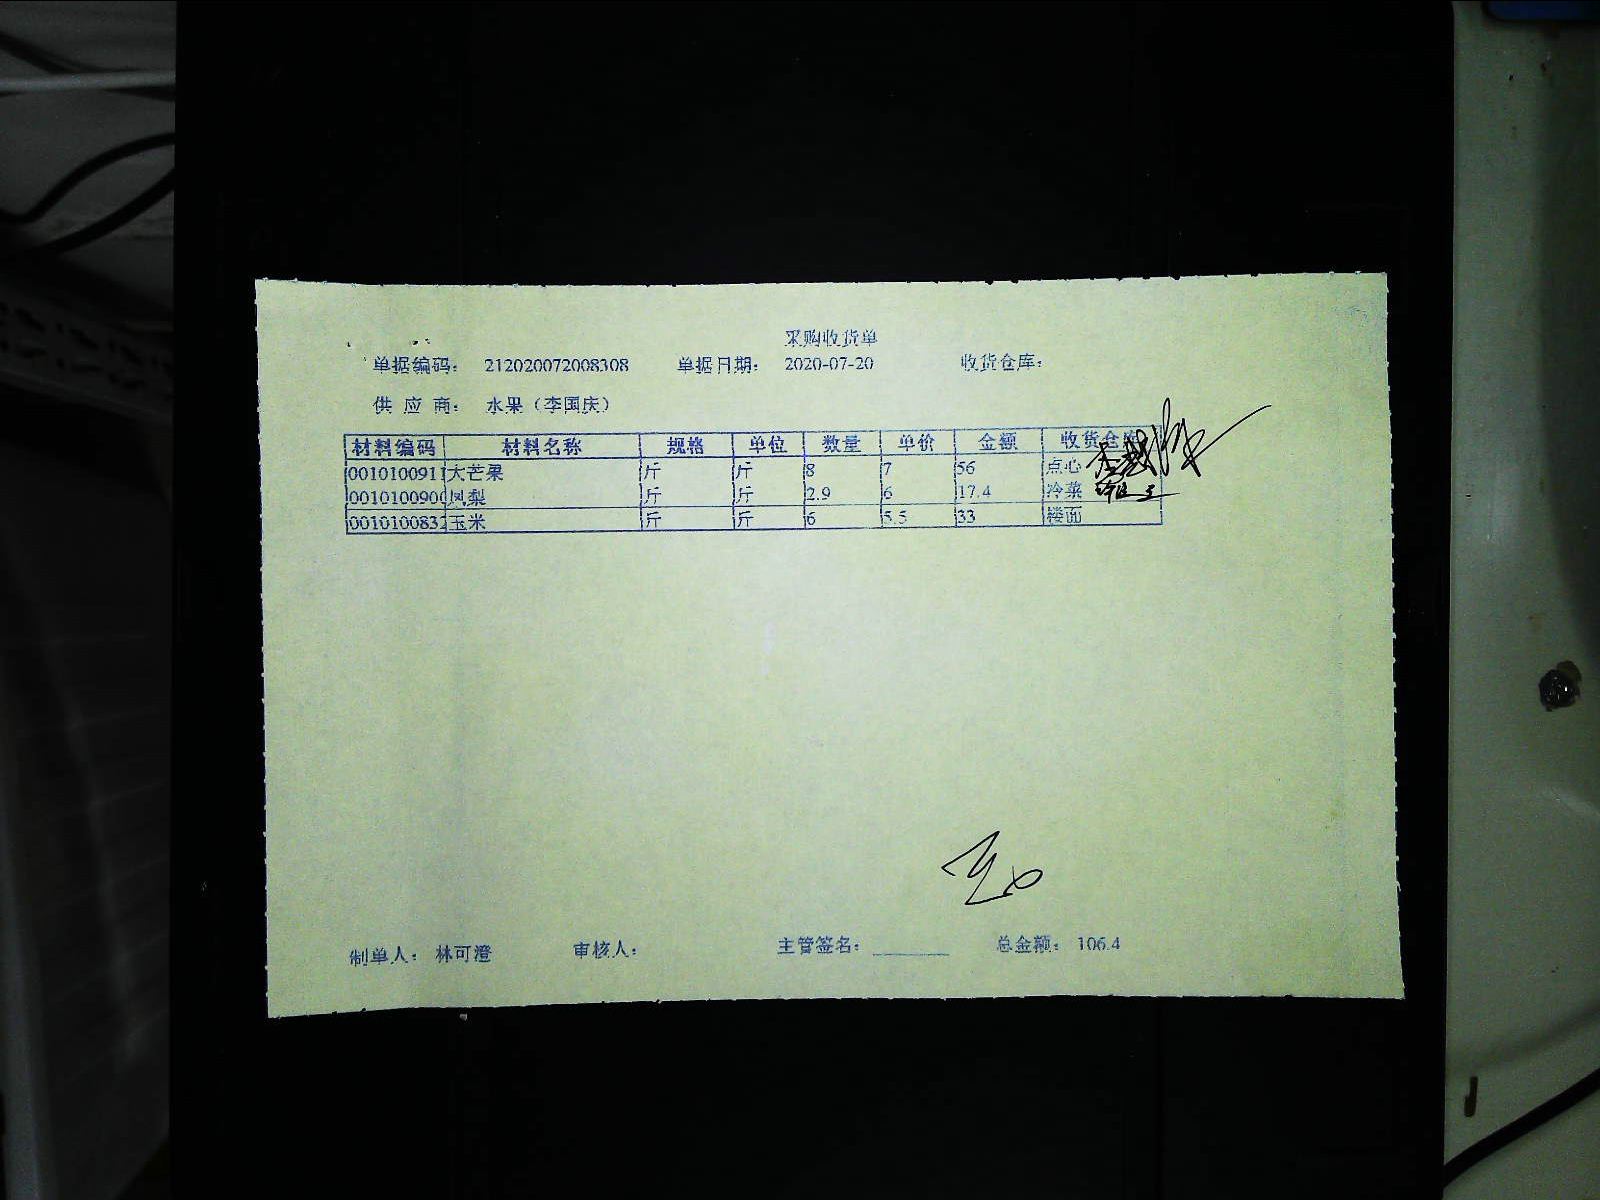 采购收货单
单据编码： 212020072008308 单据日期： 2020-07-20 收货仓库：
供 应 商： 水果（李国庆）
材料编码 材料名称 规格 单位 数量 单价 金额 收货仓库
0010100911 大芒果 斤 斤 8 7 56 点心
0010100900 凤梨 斤 斤 2.9 6 17.4 冷菜
0010100832 玉米 斤 斤 6 5.5 33 楼面
制单人： 林可澄 审核人： 主管签名： 总金额： 106.4